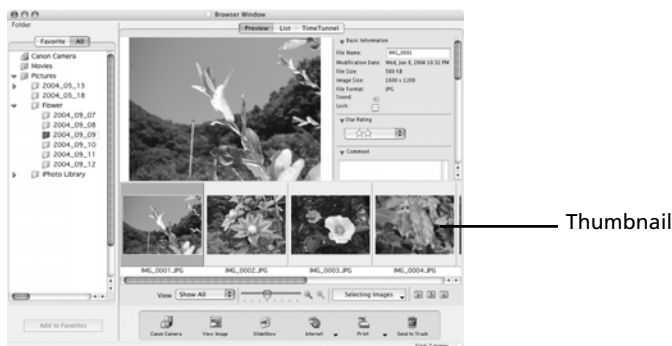 Browser Window
Folder
Preview List TimeTunnel
Favorite All
Canon Camera
Movies
Pictures
2004_05_13
2004_05_18
Flower
2004_09_07
2004_09_08
2004_09_09
2004_09_10
2004_09_11
2004_09_12
iPhoto Library
Basic Information
File Name: IMG_0001
Modification Date: Wed, Jun 9, 2004 10:32 PM
File Size: 500 KB
Image Size: 1600 x 1200
File Format: JPG
Sound:
Lock:
Star Rating
Comment
Thumbnail
IMG_0001.JPG IMG_0002.JPG IMG_0003.JPG IMG_0004.JPG
View Show All Selecting Images
Add to Favorites
Canon Camera View Image SlideShow Internet Print Send to Trash